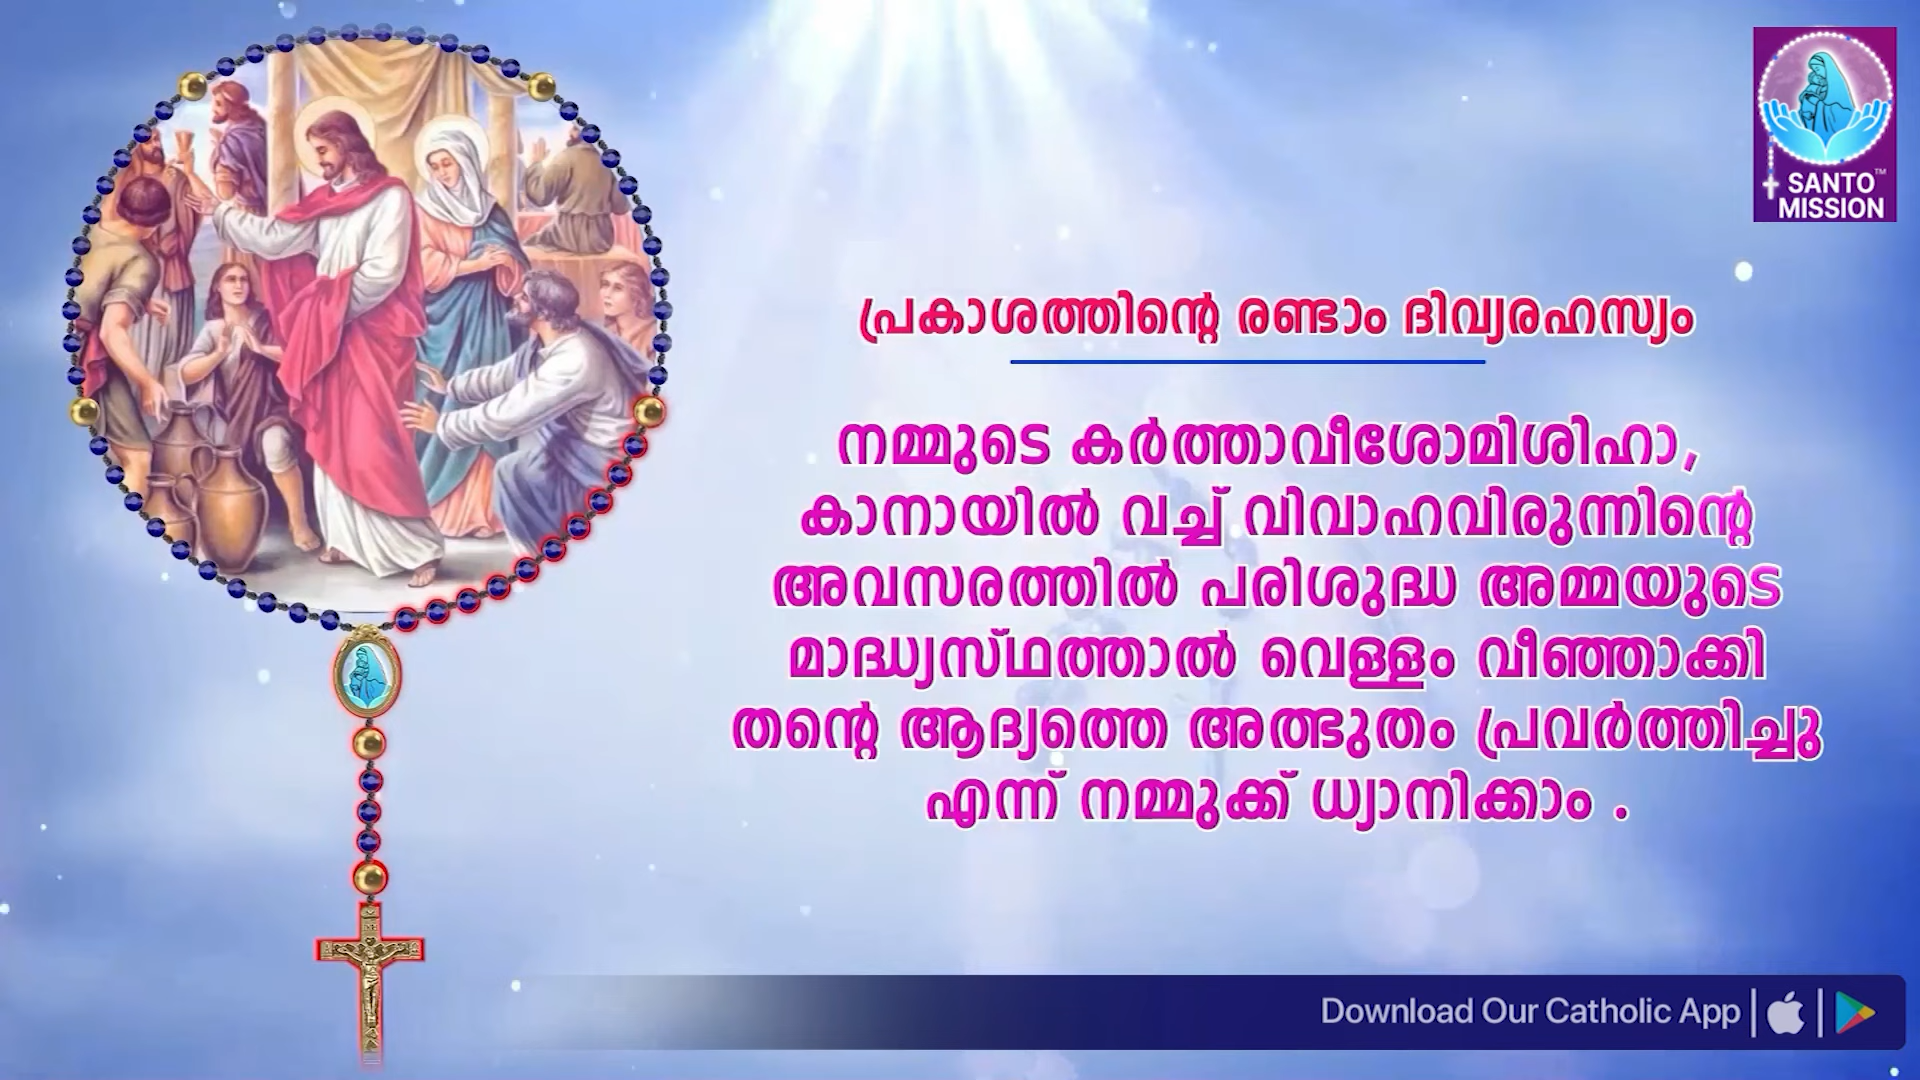 SANTO™
MISSION
പ്രകാശത്തിന്റെ രണ്ടാം ദിവ്യരഹസ്യം
നമ്മുടെ കർത്താവീശോമിശിഹാ,
കാനായിൽ വച്ച് വിവാഹവിരുന്നിന്റെ
അവസരത്തിൽ പരിശുദ്ധ അമ്മയുടെ
മാദ്ധ്യസ്ഥത്താൽ വെള്ളം വീഞ്ഞാക്കി
തന്റെ ആദ്യത്തെ അത്ഭുതം പ്രവർത്തിച്ചു
എന്ന് നമ്മുക്ക് ധ്യാനിക്കാം .
Download Our Catholic App